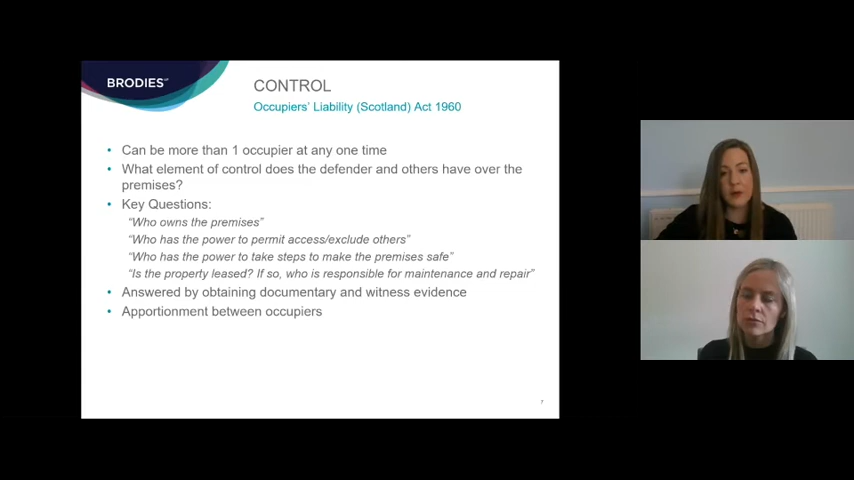 BRODIES LLP
CONTROL
Occupiers' Liability (Scotland) Act 1960
• Can be more than 1 occupier at any one time
• What element of control does the defender and others have over the
premises?
• Key Questions:
“Who owns the premises”
“Who has the power to permit access/exclude others”
“Who has the power to take steps to make the premises safe”
“Is the property leased? If so, who is responsible for maintenance and repair”
• Answered by obtaining documentary and witness evidence
• Apportionment between occupiers
7